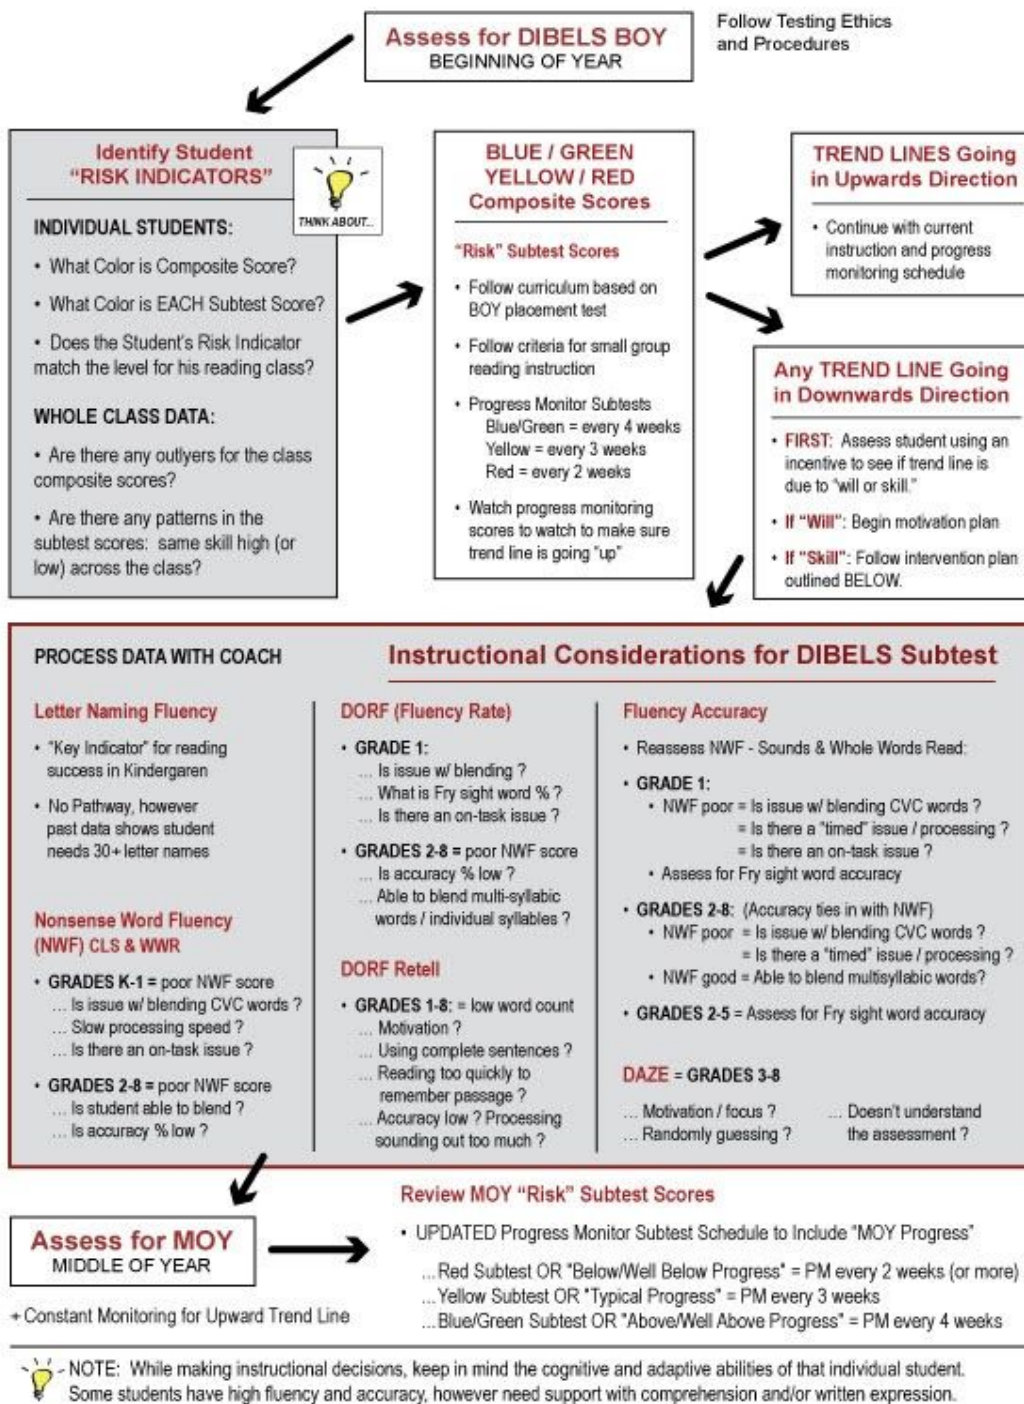 Assess for DIBELS BOY
BEGINNING OF YEAR
Follow Testing Ethics
and Procedures
Identify Student
“RISK INDICATORS”
THINK ABOUT...
INDIVIDUAL STUDENTS:
• What Color is Composite Score?
• What Color is EACH Subtest Score?
• Does the Student's Risk Indicator
match the level for his reading class?
WHOLE CLASS DATA:
• Are there any outlyers for the class
composite scores?
• Are there any patterns in the
subtest scores: same skill high (or
low) across the class?
BLUE / GREEN
YELLOW / RED
Composite Scores
“Risk” Subtest Scores
• Follow curriculum based on
BOY placement test
• Follow criteria for small group
reading instruction
• Progress Monitor Subtests
Blue/Green = every 4 weeks
Yellow = every 3 weeks
Red = every 2 weeks
• Watch progress monitoring
scores to watch to make sure
trend line is going “up”
TREND LINES Going
in Upwards Direction
• Continue with current
instruction and progress
monitoring schedule
Any TREND LINE Going
in Downwards Direction
• FIRST: Assess student using an
incentive to see if trend line is
due to “will or skill.”
• If “Will”: Begin motivation plan
• If “Skill”: Follow intervention plan
outlined BELOW.
PROCESS DATA WITH COACH
Instructional Considerations for DIBELS Subtest
Letter Naming Fluency
• “Key Indicator” for reading
success in Kindergaren
• No Pathway, however
past data shows student
needs 30+ letter names
Nonsense Word Fluency
(NWF) CLS & WWR
• GRADES K-1 = poor NWF score
... Is issue w/ blending CVC words ?
... Slow processing speed ?
... Is there an on-task issue ?
• GRADES 2-8 = poor NWF score
... Is student able to blend ?
... Is accuracy % low ?
DORF (Fluency Rate)
• GRADE 1:
... Is issue w/ blending ?
... What is Fry sight word % ?
... Is there an on-task issue ?
• GRADES 2-8 = poor NWF score
... Is accuracy % low ?
... Able to blend multi-syllabic
words / individual syllables ?
DORF Retell
• GRADES 1-8: = low word count
... Motivation ?
... Using complete sentences ?
... Reading too quickly to
remember passage ?
... Accuracy low ? Processing
sounding out too much ?
Fluency Accuracy
• Reassess NWF - Sounds & Whole Words Read:
• GRADE 1:
• NWF poor = Is issue w/ blending CVC words ?
= Is there a "timed" issue / processing ?
= Is there an on-task issue ?
• Assess for Fry sight word accuracy
• GRADES 2-8: (Accuracy ties in with NWF)
• NWF poor = Is issue w/ blending CVC words ?
= Is there a "timed" issue / processing ?
• NWF good = Able to blend multisyllabic words?
• GRADES 2-5 = Assess for Fry sight word accuracy
DAZE = GRADES 3-8
... Motivation / focus ?
... Randomly guessing ?
... Doesn't understand
the assessment ?
Assess for MOY
MIDDLE OF YEAR
+ Constant Monitoring for Upward Trend Line
Review MOY “Risk” Subtest Scores
• UPDATED Progress Monitor Subtest Schedule to Include “MOY Progress”
...Red Subtest OR "Below/Well Below Progress" = PM every 2 weeks (or more)
...Yellow Subtest OR "Typical Progress" = PM every 3 weeks
...Blue/Green Subtest OR "Above/Well Above Progress" = PM every 4 weeks
NOTE: While making instructional decisions, keep in mind the cognitive and adaptive abilities of that individual student.
Some students have high fluency and accuracy, however need support with comprehension and/or written expression.